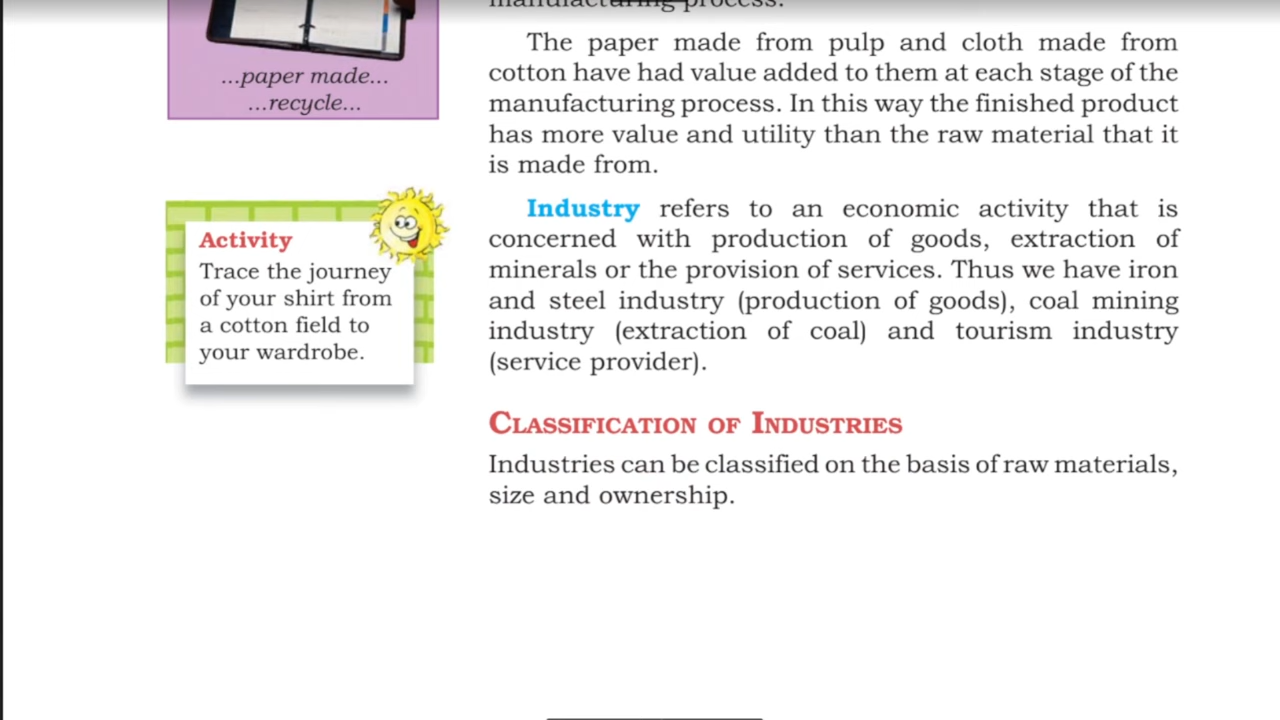 manufacturing process.
...paper made...
...recycle...
The paper made from pulp and cloth made from
cotton have had value added to them at each stage of the
manufacturing process. In this way the finished product
has more value and utility than the raw material that it
is made from.
Activity
Trace the journey
of your shirt from
a cotton field to
your wardrobe.
Industry refers to an economic activity that is
concerned with production of goods, extraction of
minerals or the provision of services. Thus we have iron
and steel industry (production of goods), coal mining
industry (extraction of coal) and tourism industry
(service provider).
CLASSIFICATION OF INDUSTRIES
Industries can be classified on the basis of raw materials,
size and ownership.